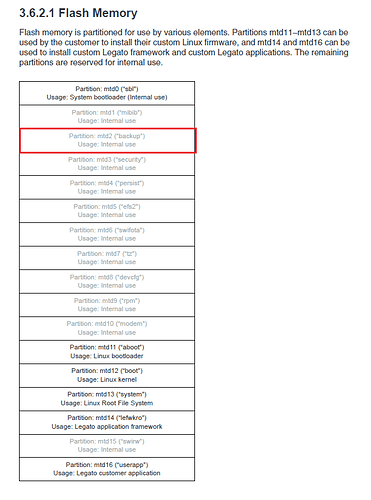 3.6.2.1 Flash Memory
Flash memory is partitioned for use by various elements. Partitions mtd11–mtd13 can be
used by the customer to install their custom Linux firmware, and mtd14 and mtd16 can be
used to install custom Legato framework and custom Legato applications. The remaining
partitions are reserved for internal use.
Partition: mtd0 ("sbl")
Usage: System bootloader (Internal use)
Partition: mtd1 ("mibib")
Usage: Internal use
Partition: mtd2 ("backup")
Usage: Internal use
Partition: mtd3 ("security")
Usage: Internal use
Partition: mtd4 ("persist")
Usage: Internal use
Partition: mtd5 ("efs2")
Usage: Internal use
Partition: mtd6 ("swifota")
Usage: Internal use
Partition: mtd7 ("tz")
Usage: Internal use
Partition: mtd8 ("devcfg")
Usage: Internal use
Partition: mtd9 ("rpm")
Usage: Internal use
Partition: mtd10 ("modem")
Usage: Internal use
Partition: mtd11 ("aboot")
Usage: Linux bootloader
Partition: mtd12 ("boot")
Usage: Linux kernel
Partition: mtd13 ("system")
Usage: Linux Root File System
Partition: mtd14 ("lefwkro")
Usage: Legato application framework
Partition: mtd15 ("swirw")
Usage: Internal use
Partition: mtd16 ("userapp")
Usage: Legato customer application